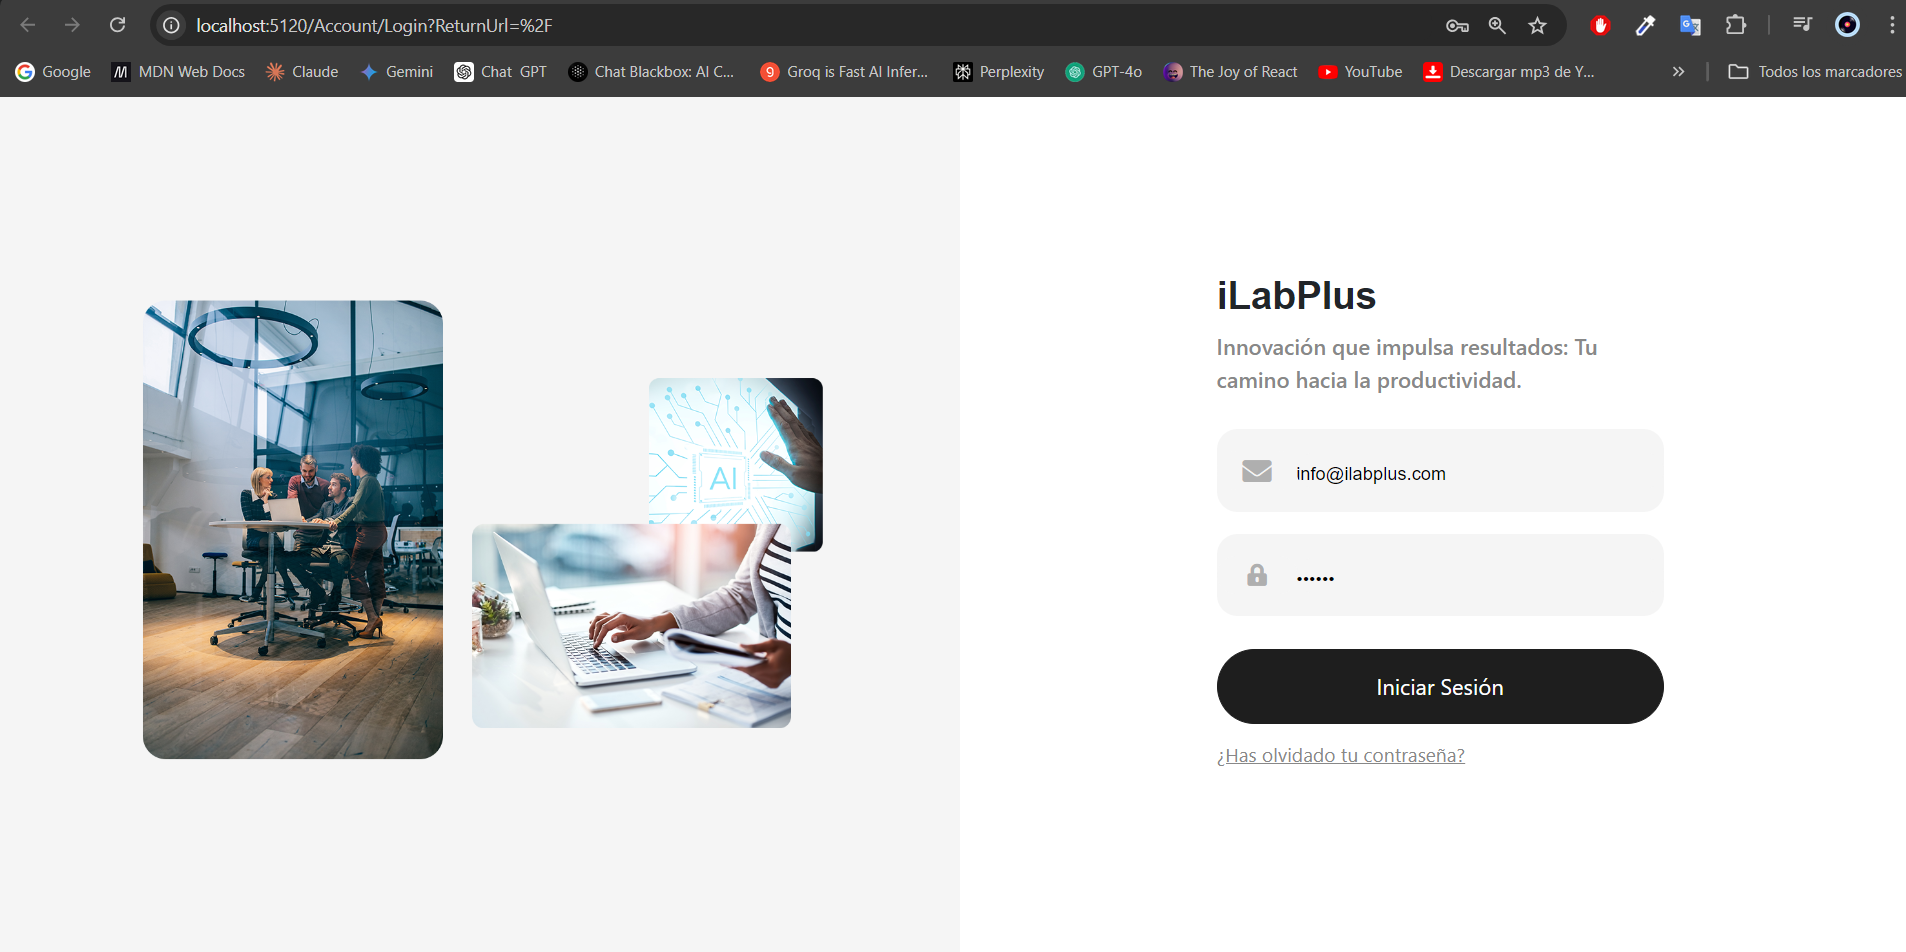 localhost:5120/Account/Login?ReturnUrl=%2F
Google MDN Web Docs Claude Gemini Chat GPT Chat Blackbox: AI C... Groq is Fast AI Infer... Perplexity GPT-4o The Joy of React YouTube Descargar mp3 de Y... » Todos los marcadores
iLabPlus
Innovación que impulsa resultados: Tu
camino hacia la productividad.
AI
info@ilabplus.com
••••••
Iniciar Sesión
¿Has olvidado tu contraseña?